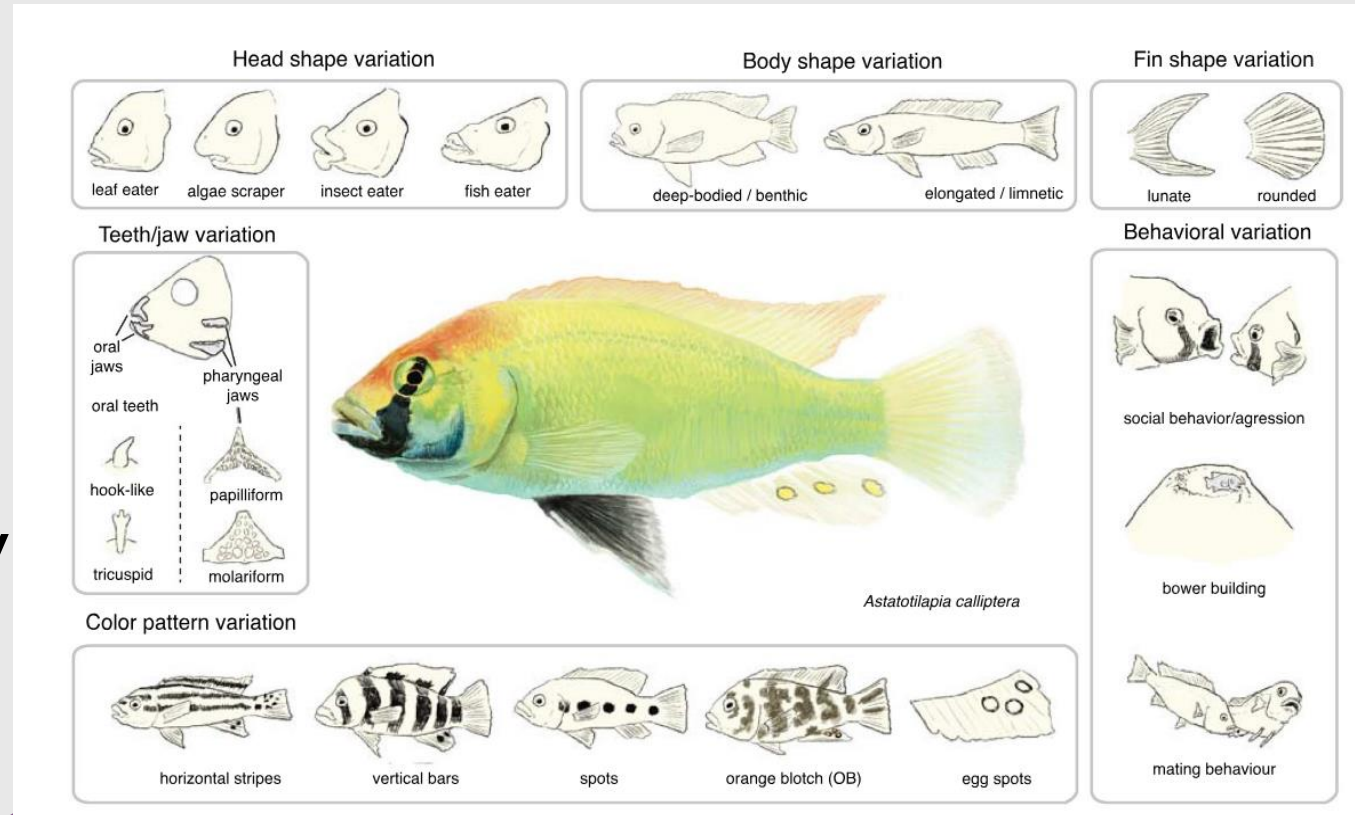 Head shape variation
Body shape variation
Fin shape variation
leaf eater
algae scraper
insect eater
fish eater
deep-bodied / benthic
elongated / limnetic
lunate
rounded
Teeth/jaw variation
oral
jaws
pharyngeal
jaws
oral teeth
hook-like
papilliform
tricuspid
molariform
Behavioral variation
social behavior/agression
bower building
mating behaviour
Astatotilapia calliptera
Color pattern variation
horizontal stripes
vertical bars
spots
orange blotch (OB)
egg spots